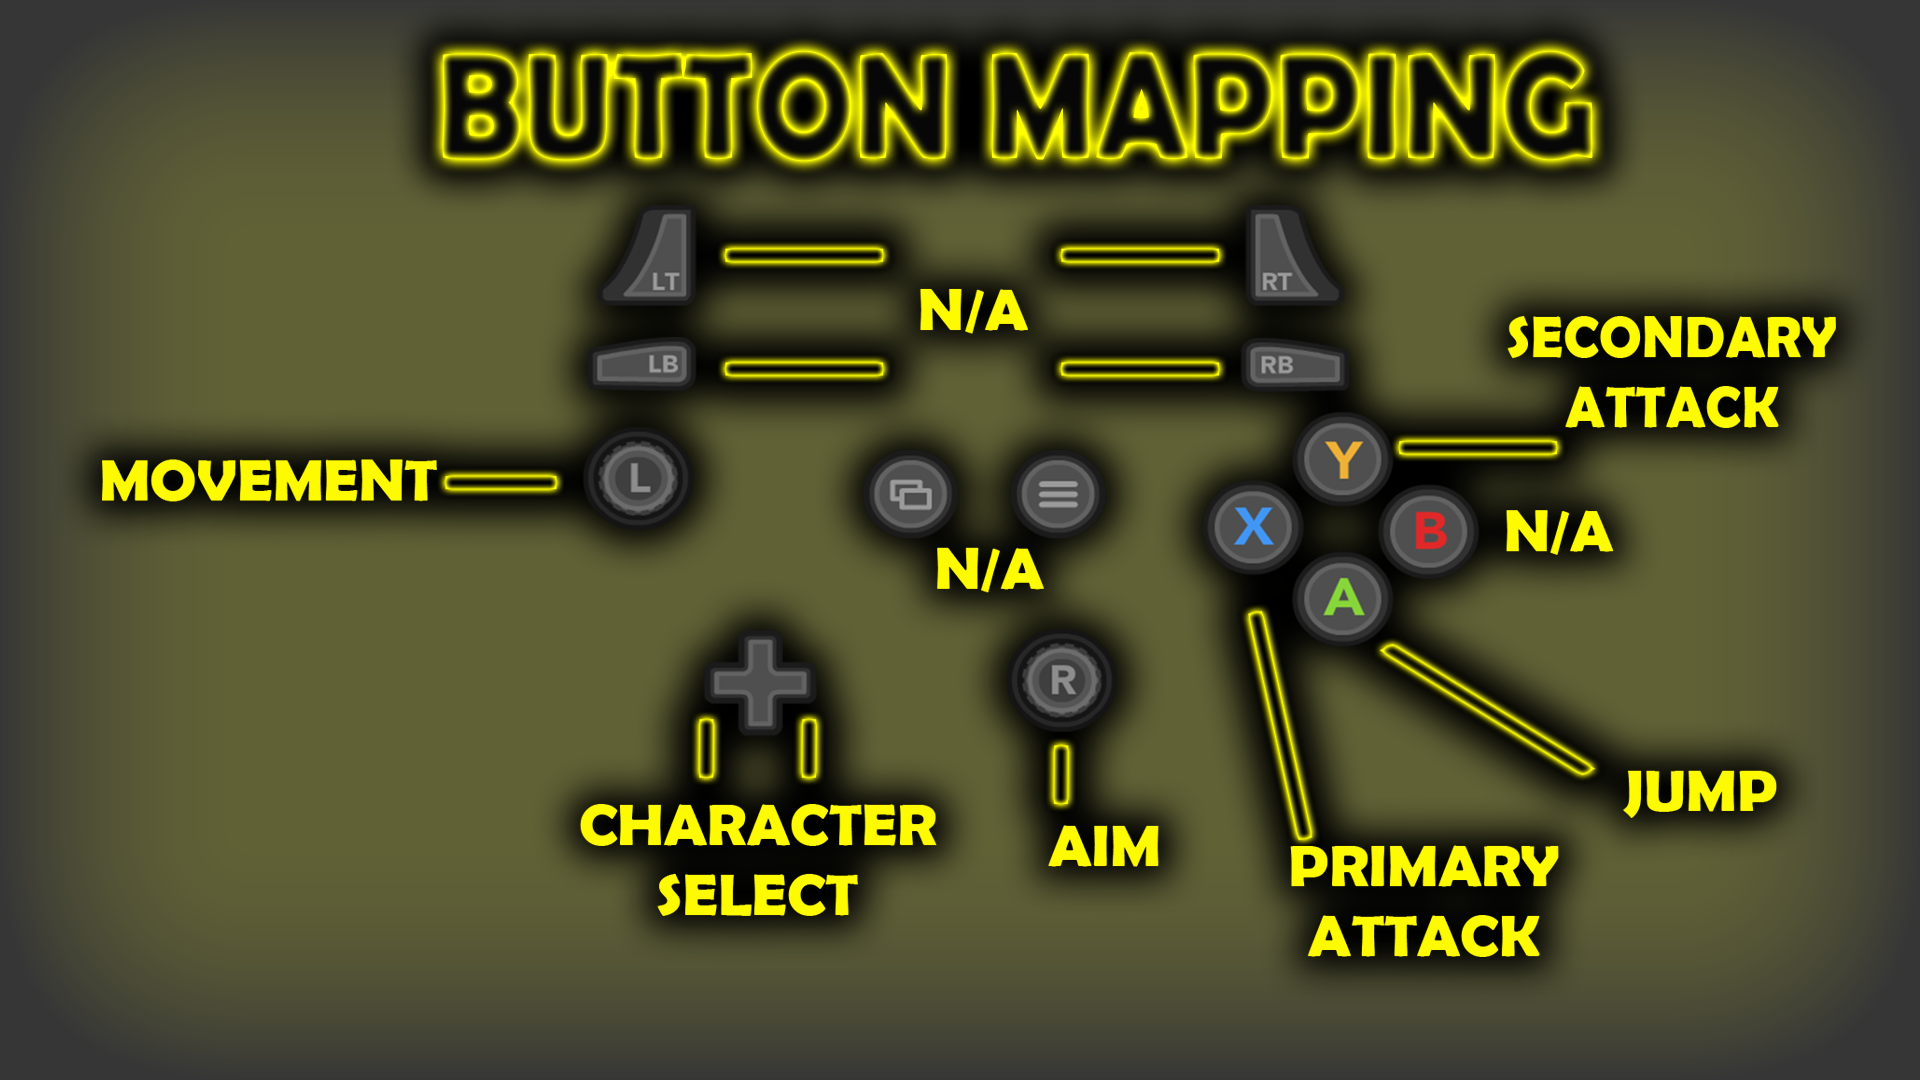 BUTTON MAPPING
LT
RT
N/A
LB
RB
SECONDARY
ATTACK
MOVEMENT
L
Y
X
B
N/A
N/A
A
R
CHARACTER
SELECT
AIM
JUMP
PRIMARY
ATTACK